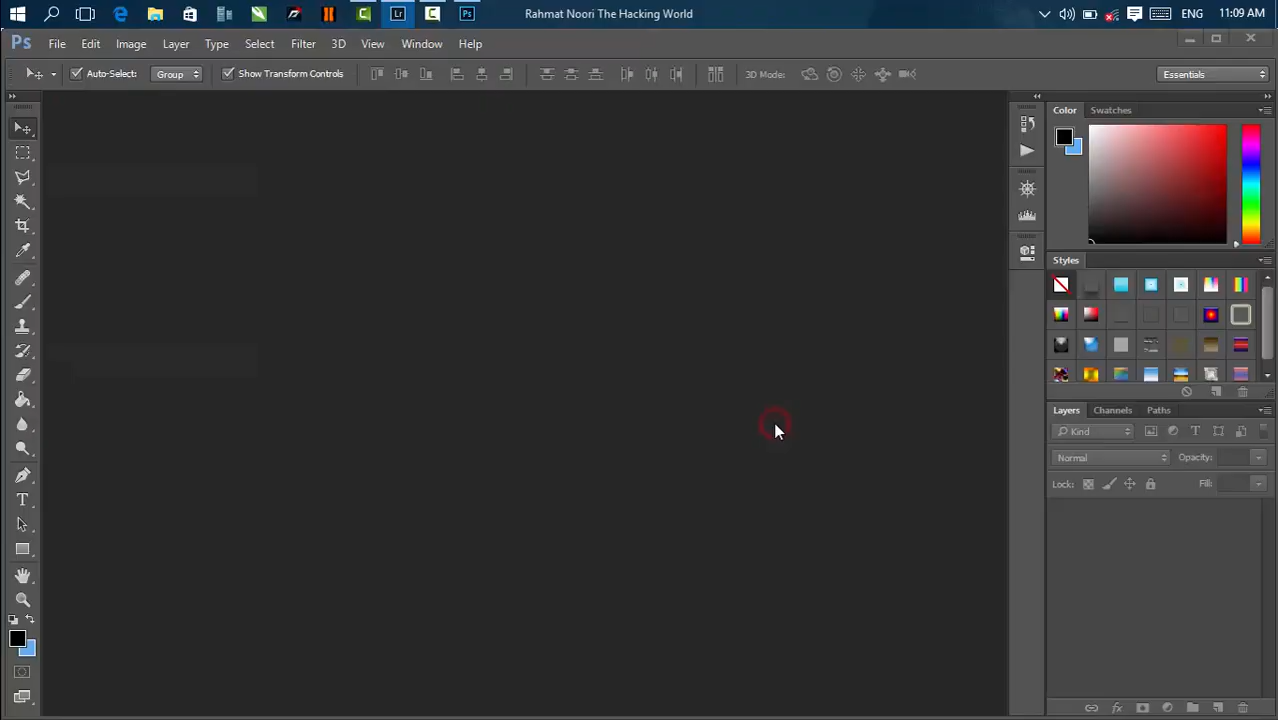 Lr
Ps
Rahmat Noori The Hacking World
ENG
11:09 AM
Ps
File
Edit
Image
Layer
Type
Select
Filter
3D
View
Window
Help
Auto-Select:
Group
Show Transform Controls
3D Mode:
Essentials
Color
Swatches
Styles
Layers
Channels
Paths
Kind
Normal
Opacity:
Lock:
Fill: